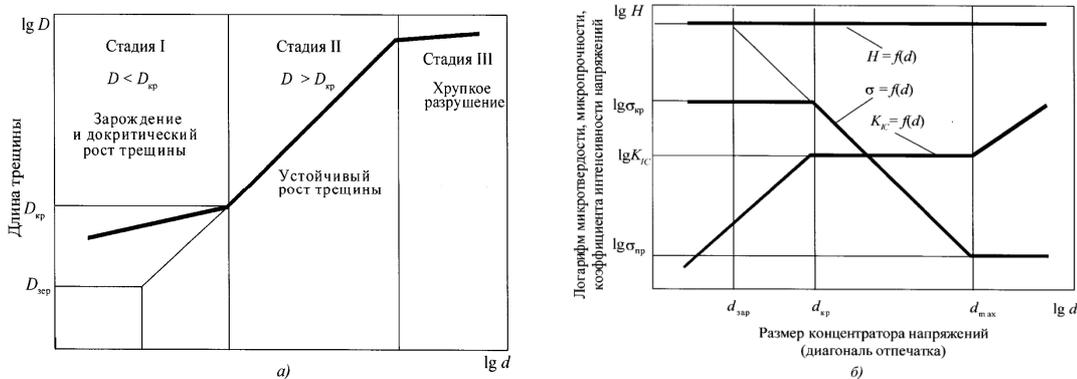 lg D
Стадия I
Стадия II
Стадия III
D < Dкр
D > Dкр
Хрупкое
разрушение
Зарождение
и докритический
рост трещины
Устойчивый
рост трещины
Длина трещины
Dкр
Dзер
lg d
а)
lg H
H = f(d)
lgσкр
σ = f(d)
KIC = f(d)
lgKIC
lgσпр
Логарифм микротвердости, микропрочности,
коэффициента интенсивности напряжений
dзар
dкр
dmax
lg d
Размер концентратора напряжений
(диагональ отпечатка)
б)